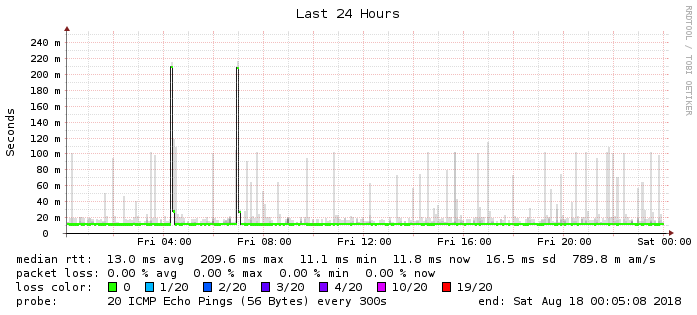 Last 24 Hours
RRDTOOL / TOBI OETIKER
Seconds
240 m
220 m
200 m
180 m
160 m
140 m
120 m
100 m
80 m
60 m
40 m
20 m
0
Fri 04:00 Fri 08:00 Fri 12:00 Fri 16:00 Fri 20:00 Sat 00:00
median rtt: 13.0 ms avg 209.6 ms max 11.1 ms min 11.8 ms now 16.5 ms sd 789.8 m am/s
packet loss: 0.00 % avg 0.00 % max 0.00 % min 0.00 % now
loss color: 0 1/20 2/20 3/20 4/20 10/20 19/20
probe: 20 ICMP Echo Pings (56 Bytes) every 300s end: Sat Aug 18 00:05:08 2018